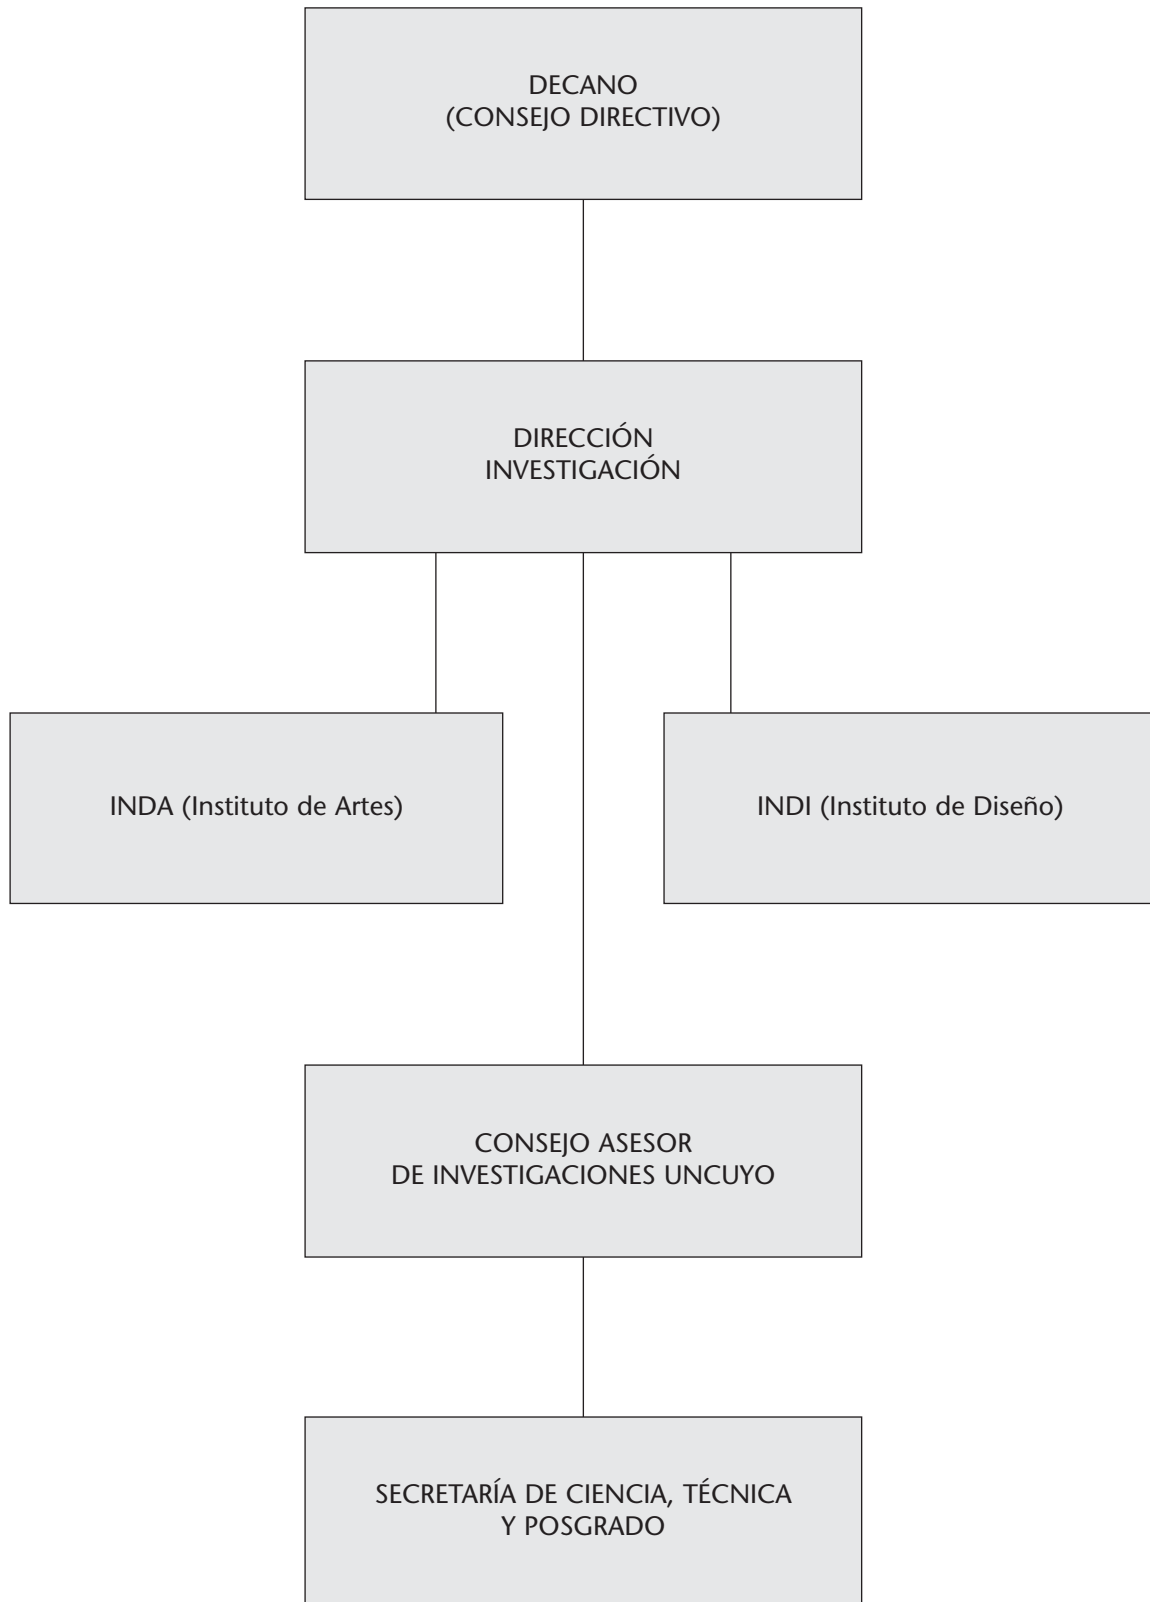 DECANO
(CONSEJO DIRECTIVO)
DIRECCIÓN
INVESTIGACIÓN
INDA (Instituto de Artes)
INDI (Instituto de Diseño)
CONSEJO ASESOR
DE INVESTIGACIONES UNCUYO
SECRETARÍA DE CIENCIA, TÉCNICA
Y POSGRADO